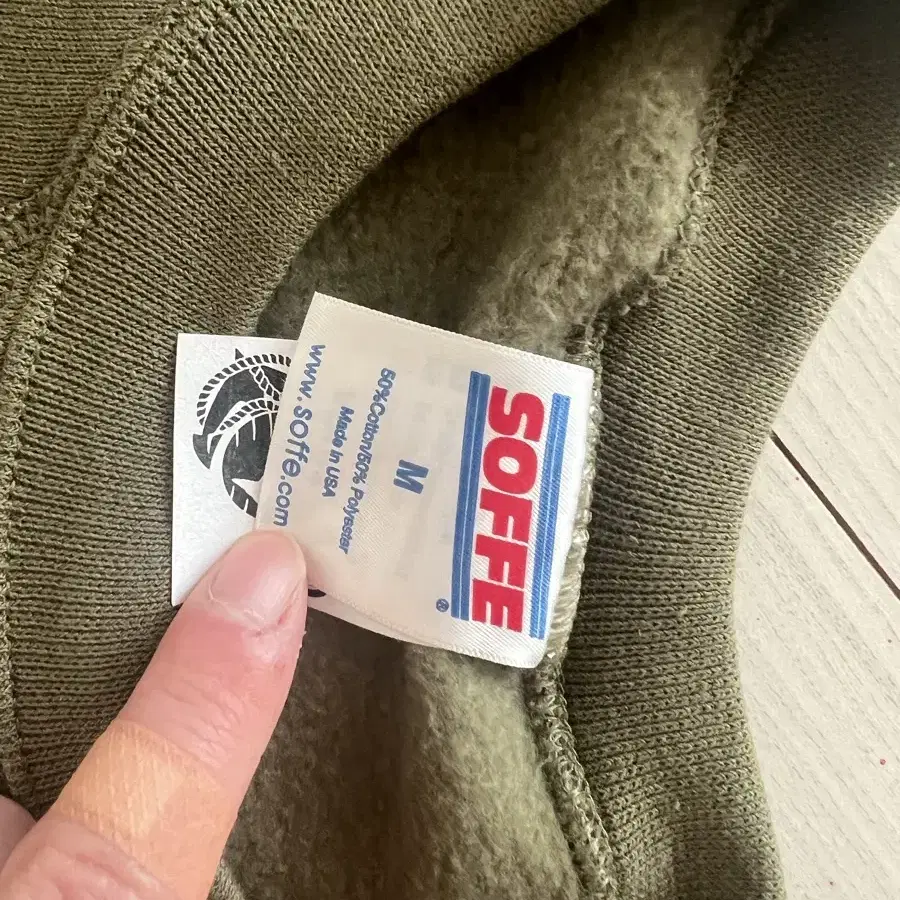 SOFFE®
M
50%Cotton/50% Polyester
Made in USA
www.soffe.com